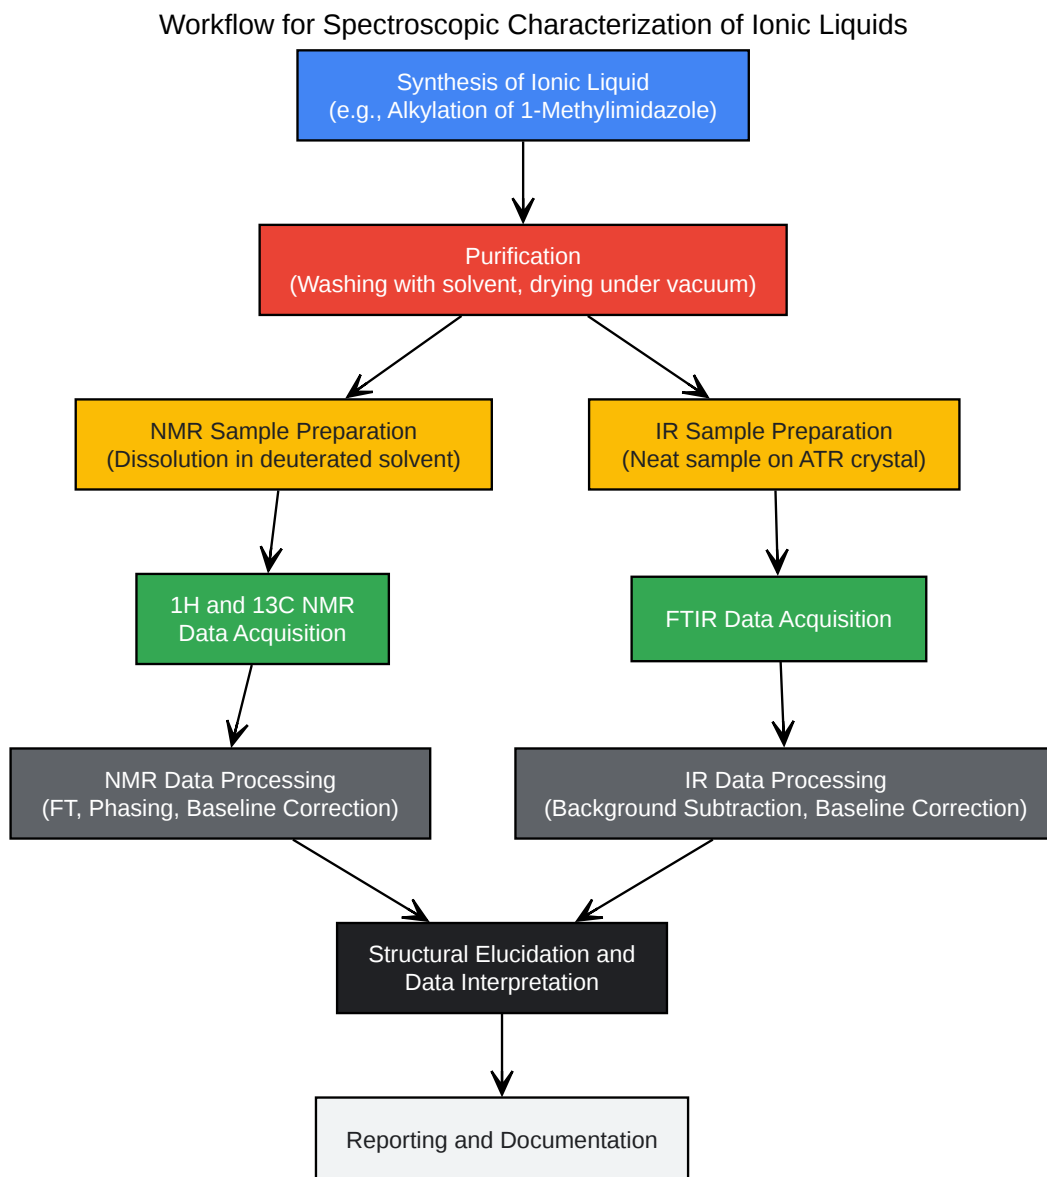 Workflow for Spectroscopic Characterization of Ionic Liquids
Synthesis of Ionic Liquid
(e.g., Alkylation of 1-Methylimidazole)
Purification
(Washing with solvent, drying under vacuum)
NMR Sample Preparation
(Dissolution in deuterated solvent)
IR Sample Preparation
(Neat sample on ATR crystal)
1H and 13C NMR
Data Acquisition
FTIR Data Acquisition
NMR Data Processing
(FT, Phasing, Baseline Correction)
IR Data Processing
(Background Subtraction, Baseline Correction)
Structural Elucidation and
Data Interpretation
Reporting and Documentation